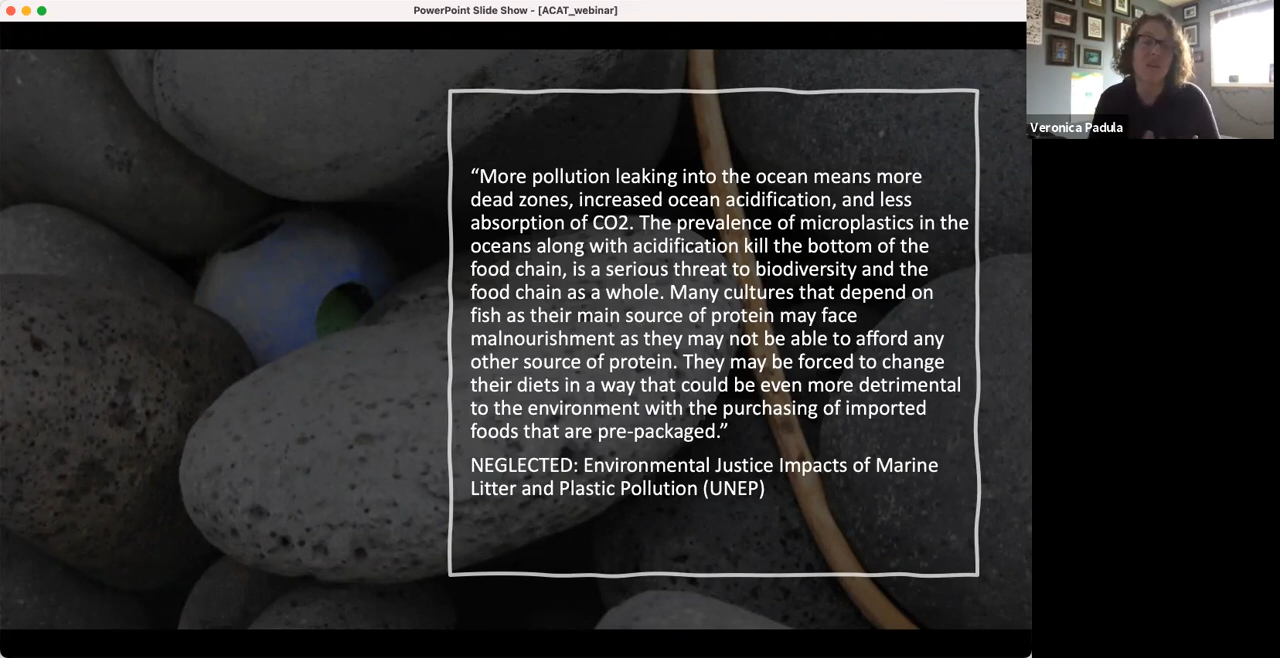 PowerPoint Slide Show - [ACAT_webinar]
Veronica Padula
“More pollution leaking into the ocean means more
dead zones, increased ocean acidification, and less
absorption of CO2. The prevalence of microplastics in the
oceans along with acidification kill the bottom of the
food chain, is a serious threat to biodiversity and the
food chain as a whole. Many cultures that depend on
fish as their main source of protein may face
malnourishment as they may not be able to afford any
other source of protein. They may be forced to change
their diets in a way that could be even more detrimental
to the environment with the purchasing of imported
foods that are pre-packaged.”
NEGLECTED: Environmental Justice Impacts of Marine
Litter and Plastic Pollution (UNEP)